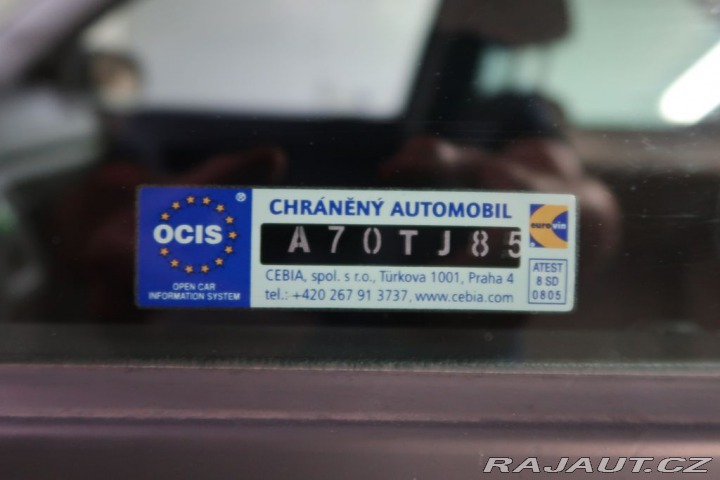 OCIS
®
OPEN CAR
INFORMATION SYSTEM
CHRÁNĚNÝ AUTOMOBIL
A70TJ85
CEBIA, spol. s r.o., Türkova 1001, Praha 4
tel.: +420 267 91 3737, www.cebia.com
eurovin
ATEST
8 SD
0805
RAJAUT.CZ